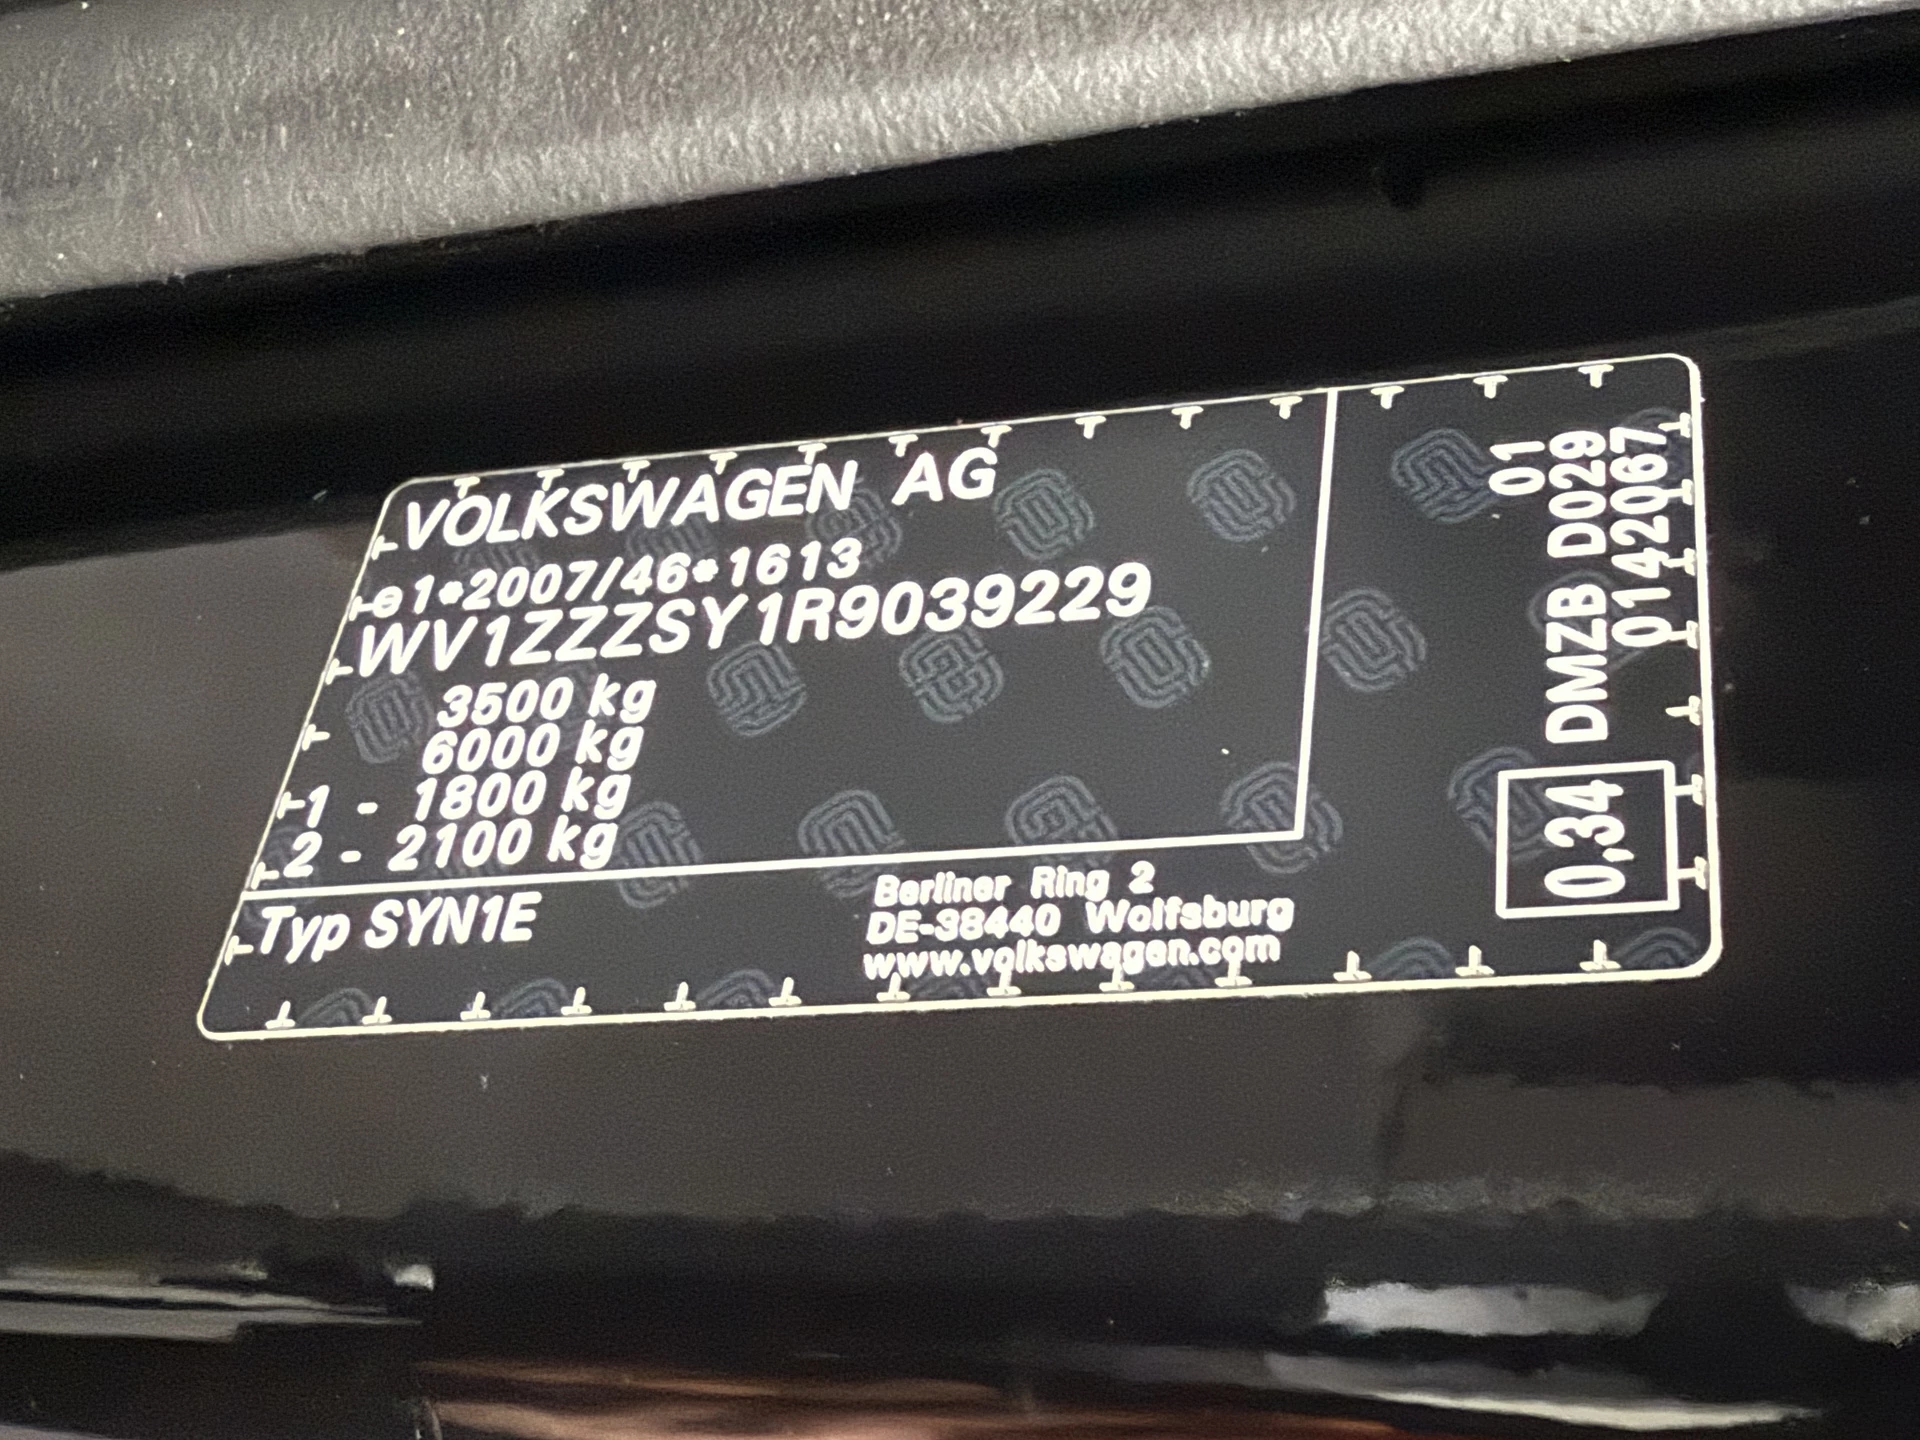 VOLKSWAGEN AG
e1*2007/46*1613
WV1ZZZSY1R9039229
3500 kg
6000 kg
1 - 1800 kg
2 - 2100 kg
Typ SYN1E
Berliner Ring 2
DE-38440 Wolfsburg
www.volkswagen.com
01
0,34 DMZB D029
0142067